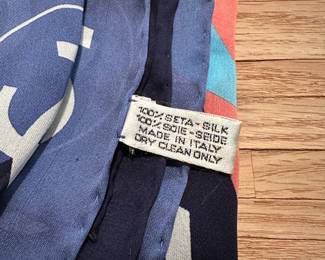 100% SETA-SILK
100% SOIE-SEIDE
MADE IN ITALY
DRY CLEAN ONLY